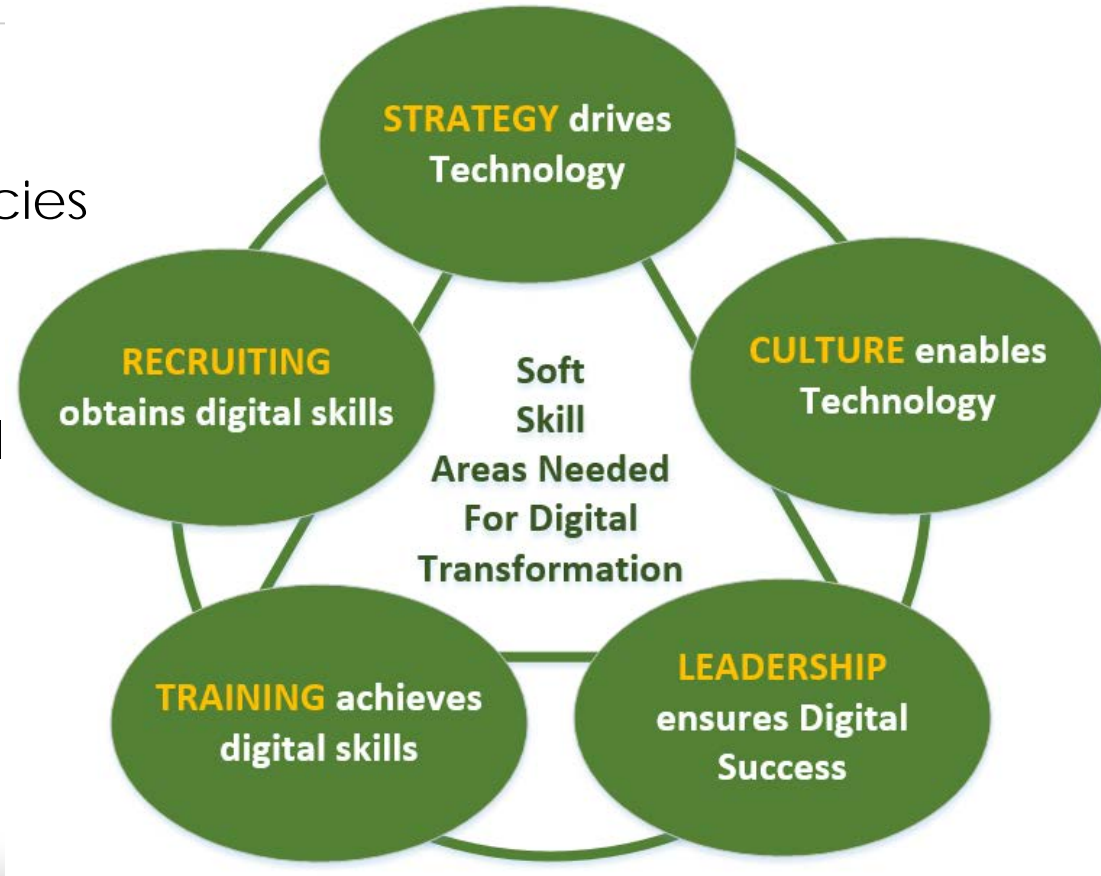 cies
STRATEGY drives
Technology
RECRUITING
obtains digital skills
CULTURE enables
Technology
Soft
Skill
Areas Needed
For Digital
Transformation
TRAINING achieves
digital skills
LEADERSHIP
ensures Digital
Success